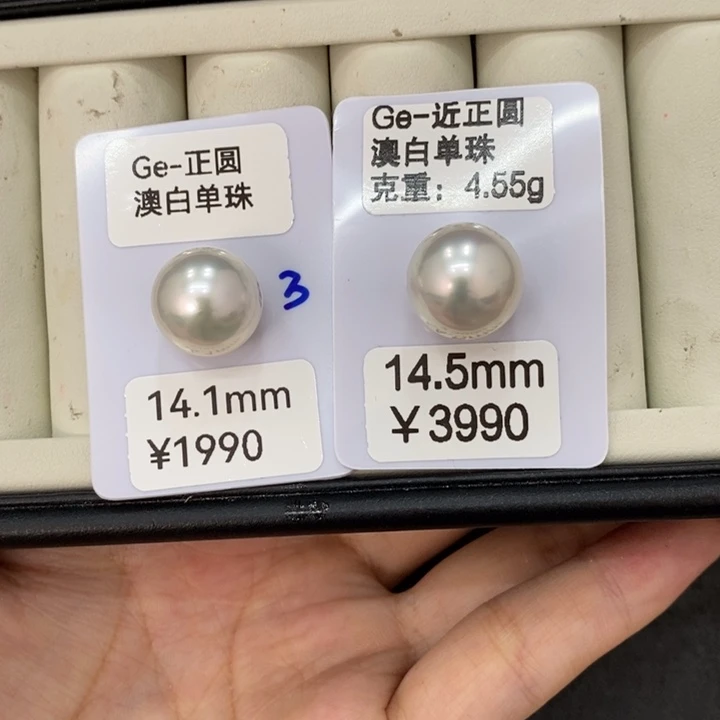 Ge-正圆
澳白单珠
3
14.1mm
¥1990
Ge-近正圆
澳白单珠
克重：4.55g
14.5mm
￥3990